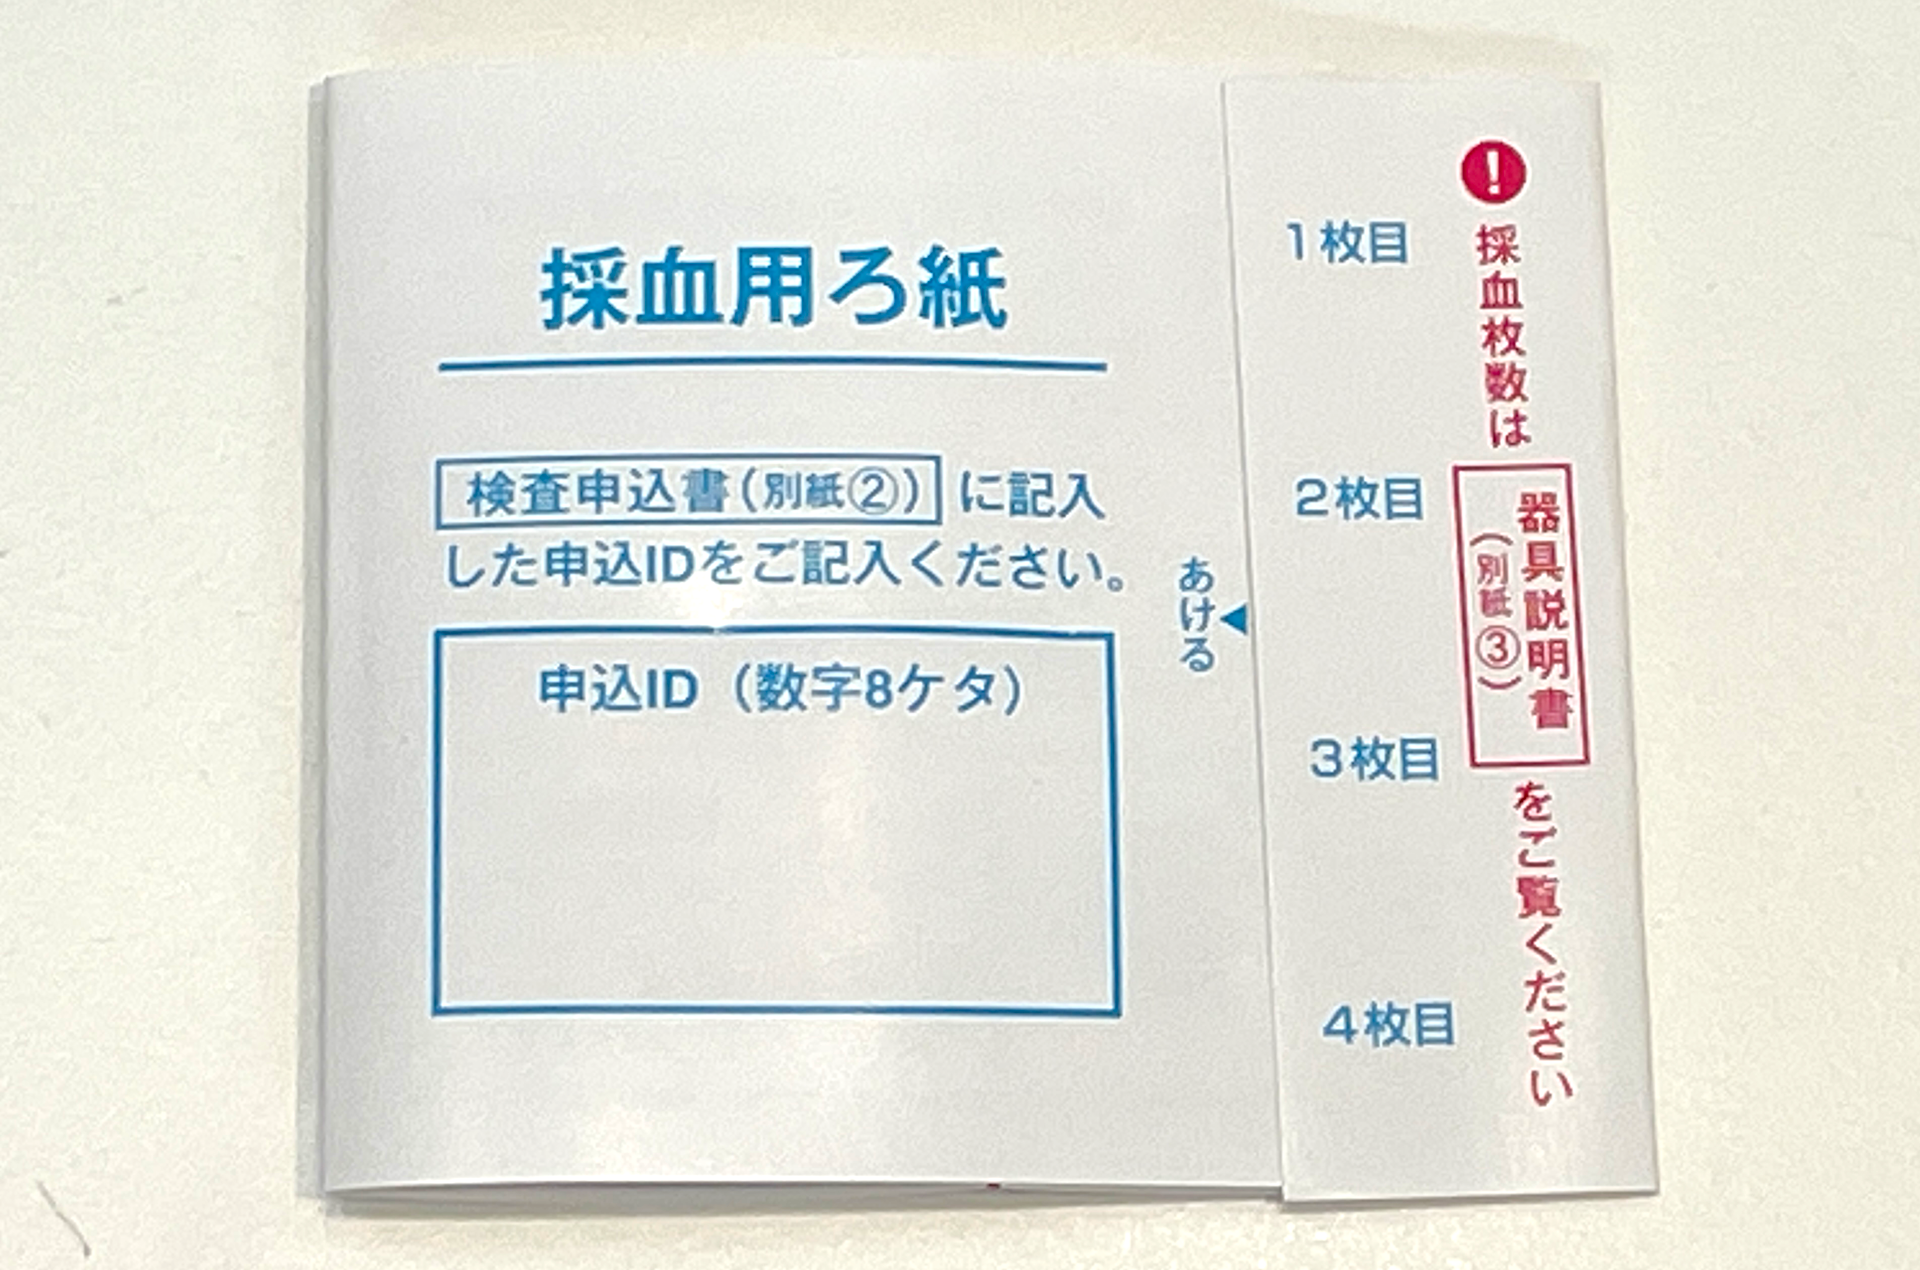 採血用ろ紙
検査申込書(別紙②)に記入
した申込IDをご記入ください。
申込ID(数字8ケタ)
あける
1枚目
2枚目
3枚目
4枚目
!
採血枚数は
器具説明書
(別紙③)
をご覧ください